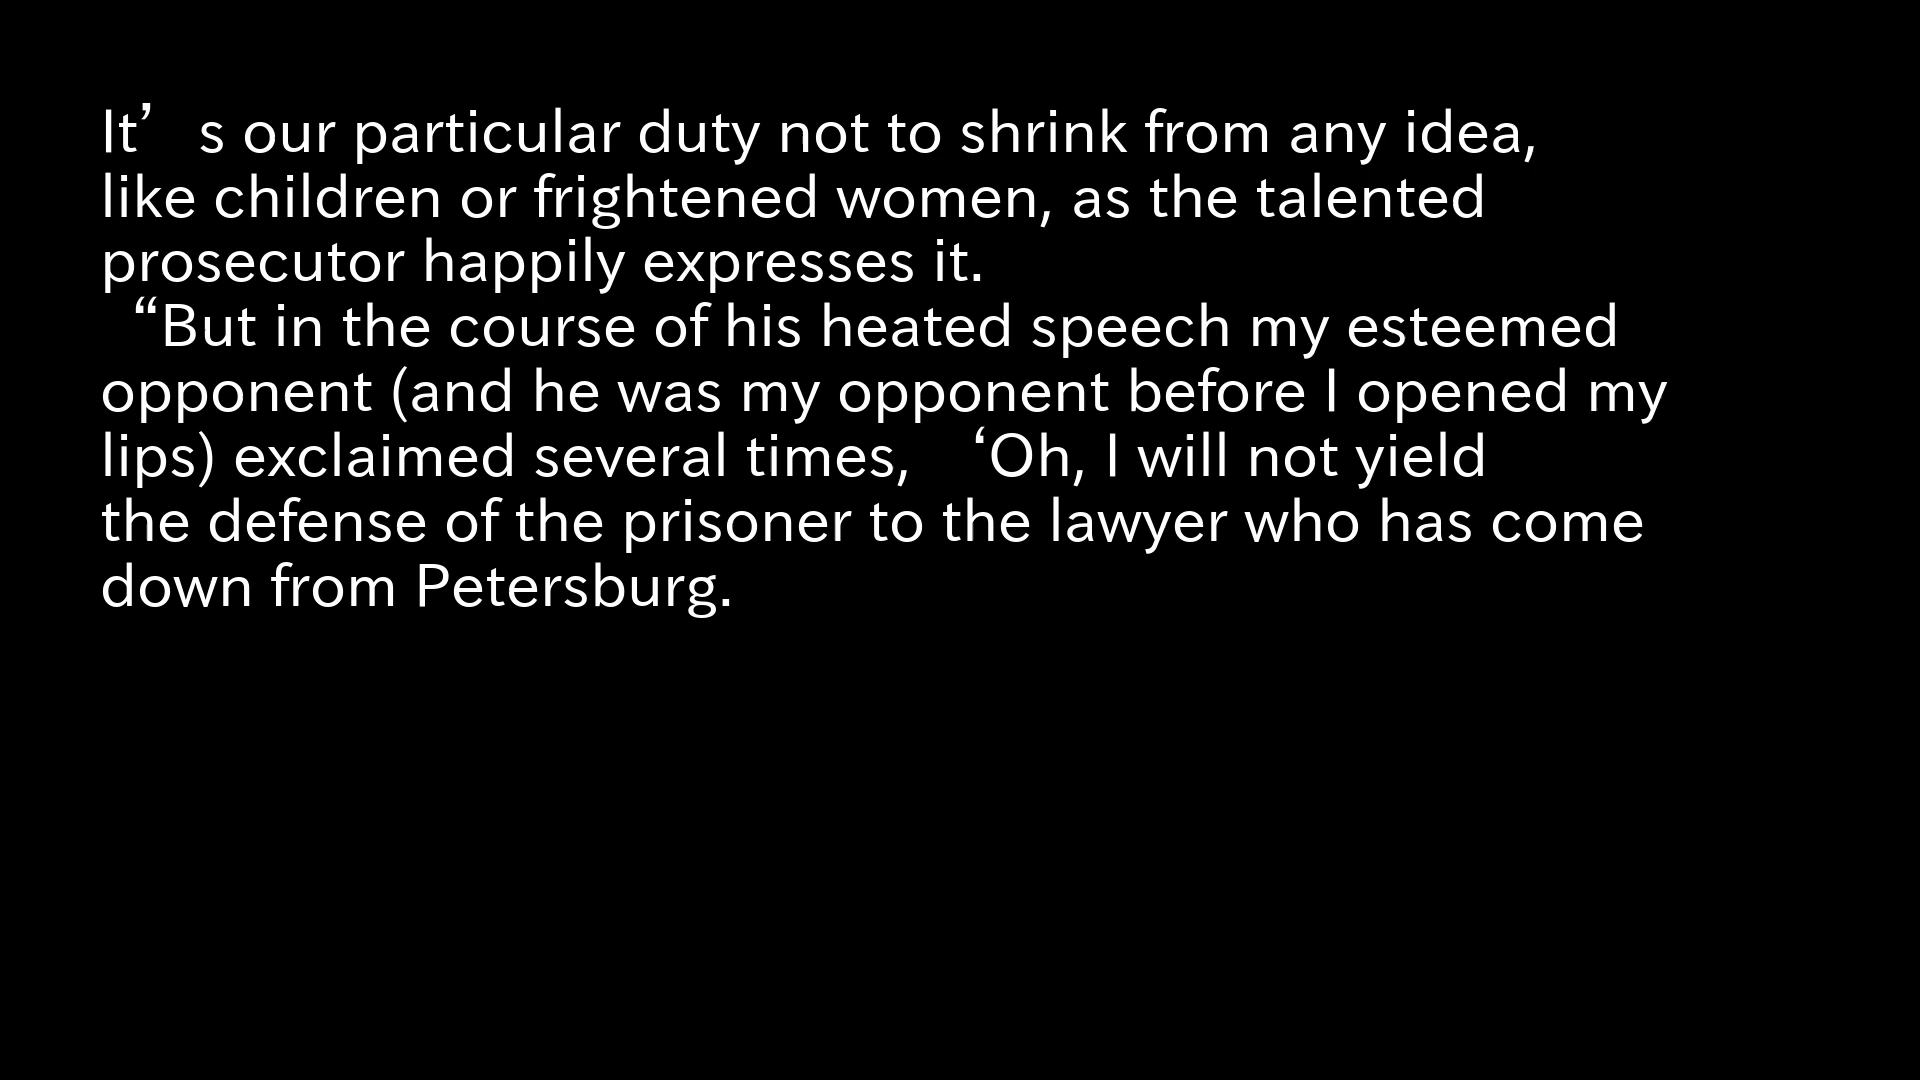 It’s our particular duty not to shrink from any idea,
like children or frightened women, as the talented
prosecutor happily expresses it.
“But in the course of his heated speech my esteemed
opponent (and he was my opponent before I opened my
lips) exclaimed several times, ‘Oh, I will not yield
the defense of the prisoner to the lawyer who has come
down from Petersburg.